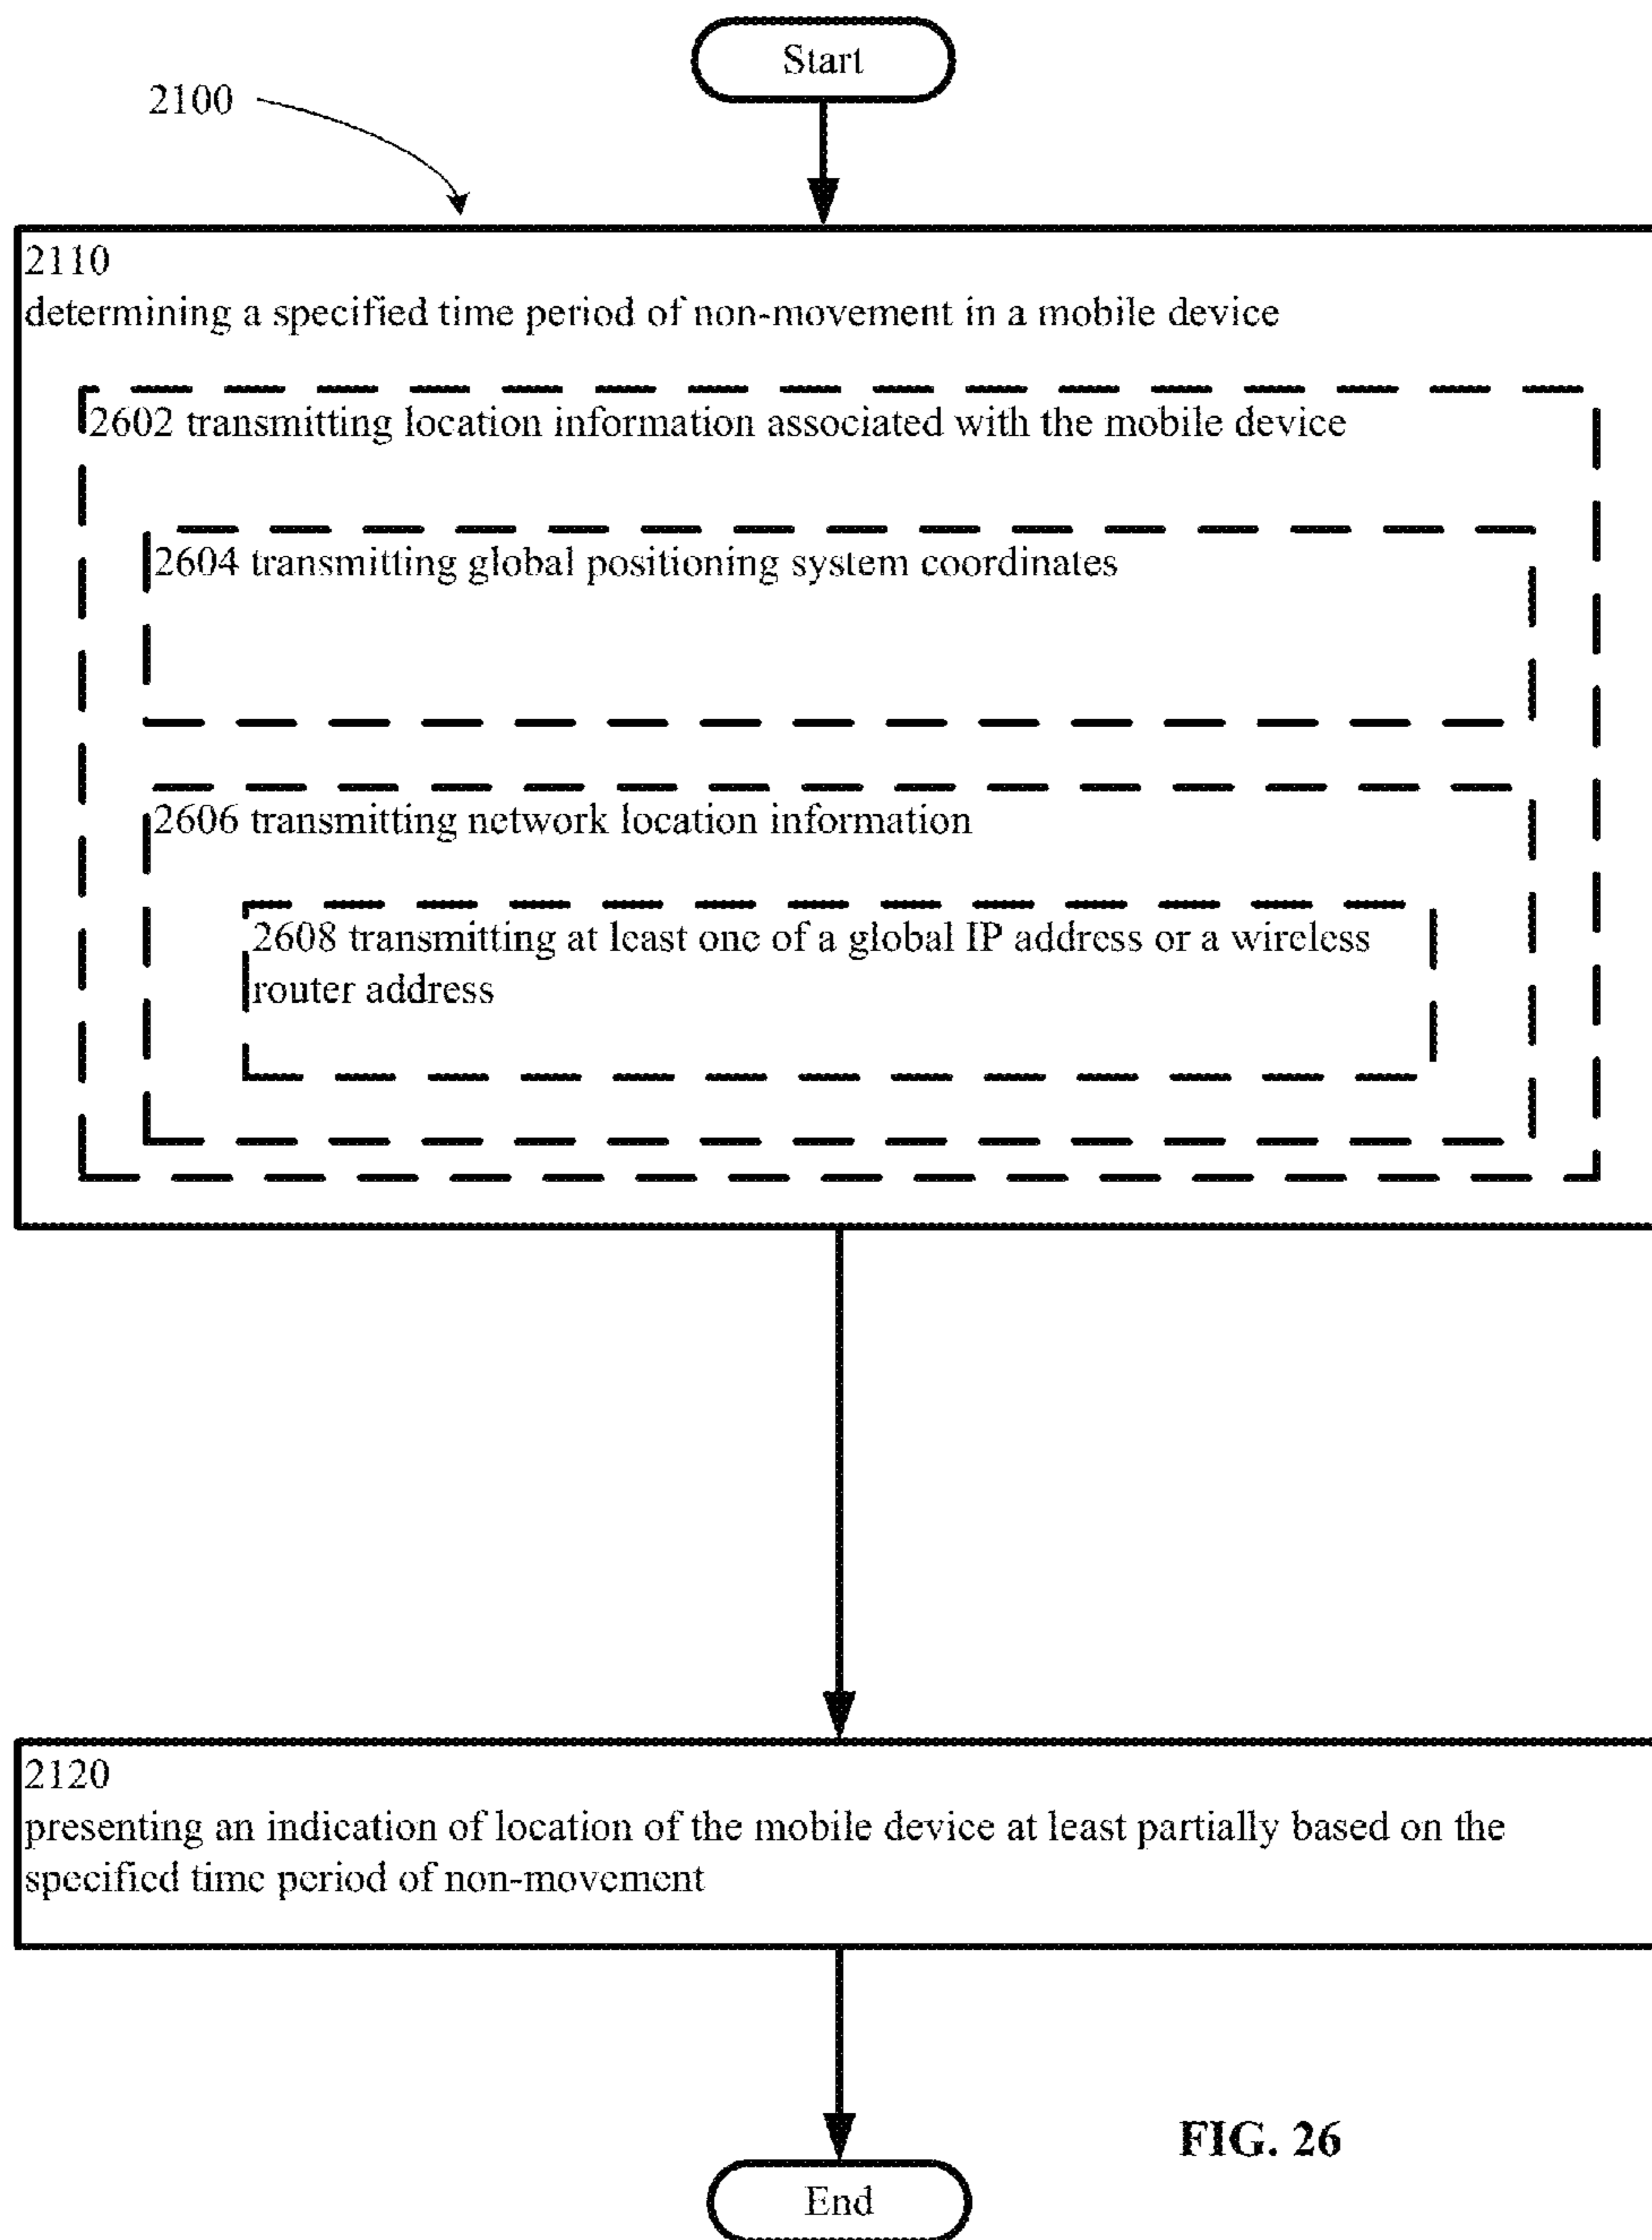 Start
2100
2110
determining a specified time period of non-movement in a mobile device
2602 transmitting location information associated with the mobile device
2604 transmitting global positioning system coordinates
2606 transmitting network location information
2608 transmitting at least one of a global IP address or a wireless
router address
2120
presenting an indication of location of the mobile device at least partially based on the
specified time period of non-movement
FIG. 26
End